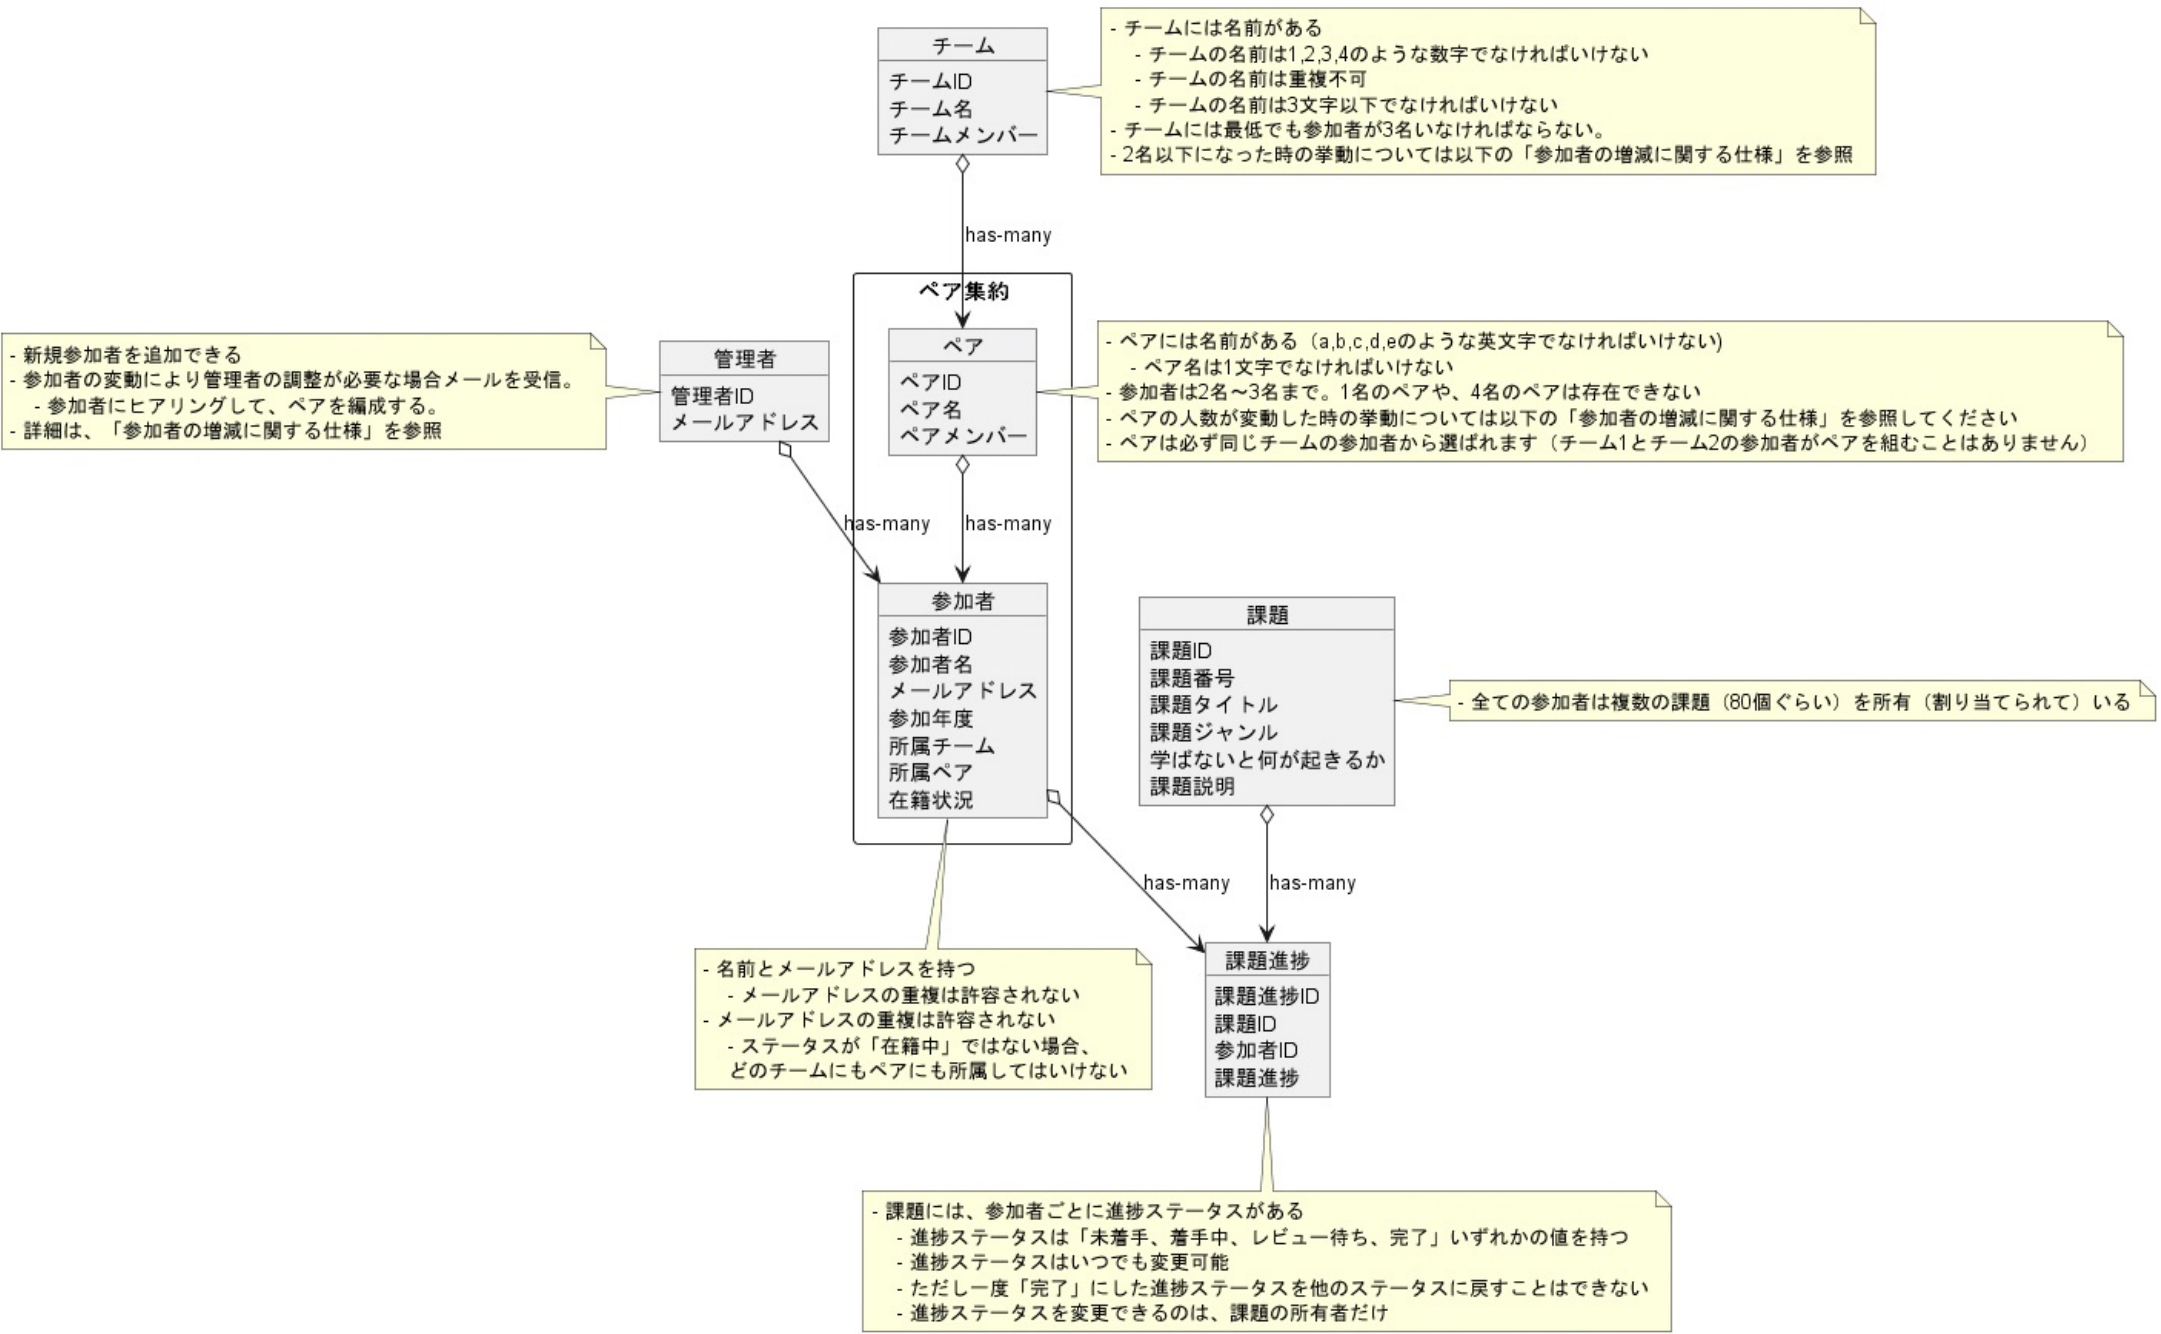 チーム
チームID
チーム名
チームメンバー
- チームには名前がある
- チームの名前は1,2,3,4のような数字でなければいけない
- チームの名前は重複不可
- チームの名前は3文字以下でなければいけない
- チームには最低でも参加者が3名いなければならない。
- 2名以下になった時の挙動については以下の「参加者の増減に関する仕様」を参照
has-many
ペア集約
- 新規参加者を追加できる
- 参加者の変動により管理者の調整が必要な場合メールを受信。
- 参加者にヒアリングして、ペアを編成する。
- 詳細は、「参加者の増減に関する仕様」を参照
管理者
管理者ID
メールアドレス
ペア
ペアID
ペア名
ペアメンバー
- ペアには名前がある（a,b,c,d,eのような英文字でなければいけない)
- ペア名は1文字でなければいけない
- 参加者は2名〜3名まで。1名のペアや、4名のペアは存在できない
- ペアの人数が変動した時の挙動については以下の「参加者の増減に関する仕様」を参照してください
- ペアは必ず同じチームの参加者から選ばれます（チーム1とチーム2の参加者がペアを組むことはありません）
has-many
has-many
参加者
参加者ID
参加者名
メールアドレス
参加年度
所属チーム
所属ペア
在籍状況
課題
課題ID
課題番号
課題タイトル
課題ジャンル
学ばないと何が起きるか
課題説明
- 全ての参加者は複数の課題（80個ぐらい）を所有（割り当てられて）いる
has-many
has-many
- 名前とメールアドレスを持つ
- メールアドレスの重複は許容されない
- メールアドレスの重複は許容されない
- ステータスが「在籍中」ではない場合、
どのチームにもペアにも所属してはいけない
課題進捗
課題進捗ID
課題ID
参加者ID
課題進捗
- 課題には、参加者ごとに進捗ステータスがある
- 進捗ステータスは「未着手、着手中、レビュー待ち、完了」いずれかの値を持つ
- 進捗ステータスはいつでも変更可能
- ただし一度「完了」にした進捗ステータスを他のステータスに戻すことはできない
- 進捗ステータスを変更できるのは、課題の所有者だけ